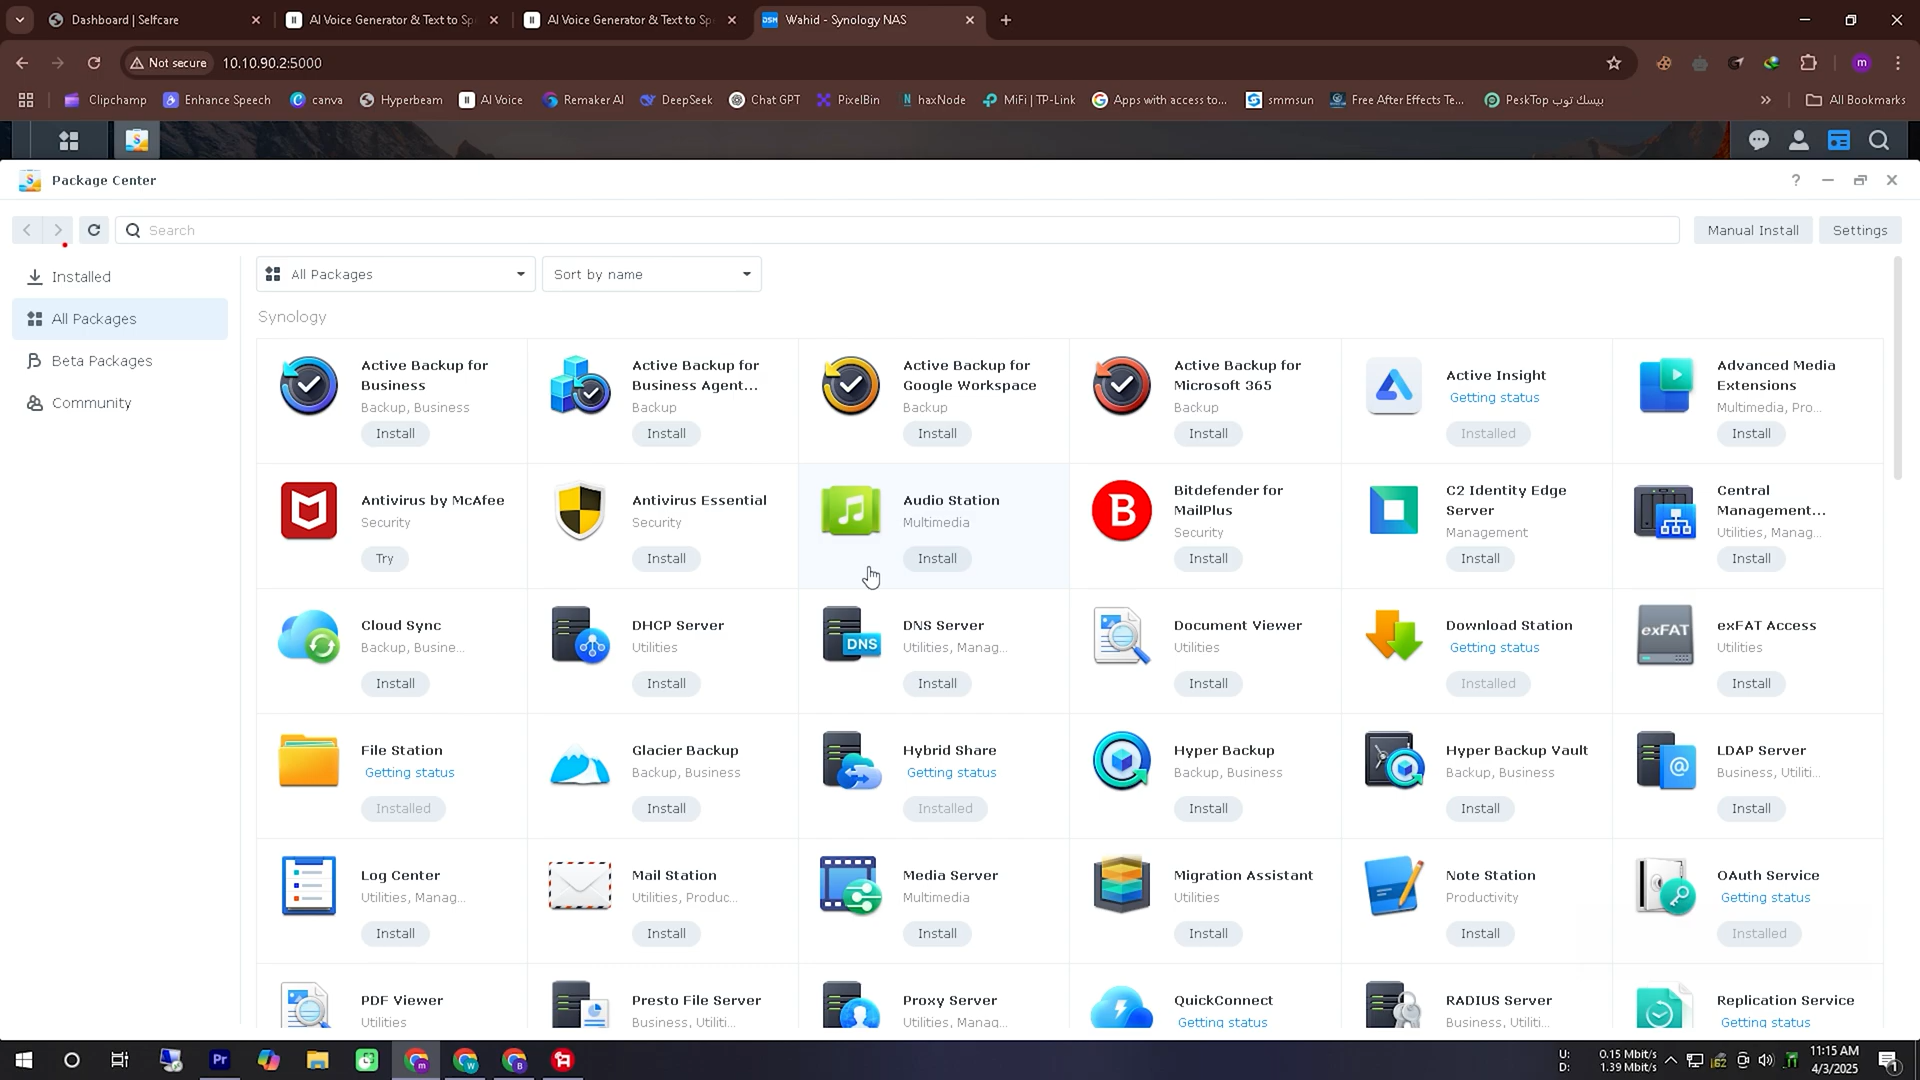 Dashboard | Selfcare
AI Voice Generator & Text to Sp
AI Voice Generator & Text to Sp
DSM Wahid - Synology NAS
Not secure 10.10.90.2:5000
m
Clipchamp Enhance Speech canva Hyperbeam AI Voice Remaker AI DeepSeek Chat GPT PixelBin haxNode MiFi | TP-Link Apps with access to... smmsun Free After Effects Te... PeskTop بيسك توب All Bookmarks
Package Center
Search Manual Install Settings
Installed
All Packages
Beta Packages
Community
All Packages Sort by name
Synology
Active Backup for Business
Backup, Business
Install
Active Backup for Business Agent...
Backup
Install
Active Backup for Google Workspace
Backup
Install
Active Backup for Microsoft 365
Backup
Install
Active Insight
Getting status
Installed
Advanced Media Extensions
Multimedia, Pro...
Install
Antivirus by McAfee
Security
Try
Antivirus Essential
Security
Install
Audio Station
Multimedia
Install
B
Bitdefender for MailPlus
Security
Install
C2 Identity Edge Server
Management
Install
Central Management...
Utilities, Manag...
Install
Cloud Sync
Backup, Busine...
Install
DHCP Server
Utilities
Install
DNS
DNS Server
Utilities, Manag...
Install
Document Viewer
Utilities
Install
Download Station
Getting status
Installed
exFAT
exFAT Access
Utilities
Install
File Station
Getting status
Installed
Glacier Backup
Backup, Business
Install
Hybrid Share
Getting status
Installed
Hyper Backup
Backup, Business
Install
Hyper Backup Vault
Backup, Business
Install
@
LDAP Server
Business, Utiliti...
Install
Log Center
Utilities, Manag...
Install
Mail Station
Utilities, Produc...
Install
Media Server
Multimedia
Install
Migration Assistant
Utilities
Install
Note Station
Productivity
Install
OAuth Service
Getting status
Installed
PDF Viewer
Utilities
Presto File Server
Business, Utiliti...
Proxy Server
Utilities, Manag...
QuickConnect
Getting status
RADIUS Server
Business, Utiliti...
Replication Service
Getting status
Pr
U: 0.15 Mbit/s
D: 1.39 Mbit/s
62
11:15 AM
4/3/2025
1